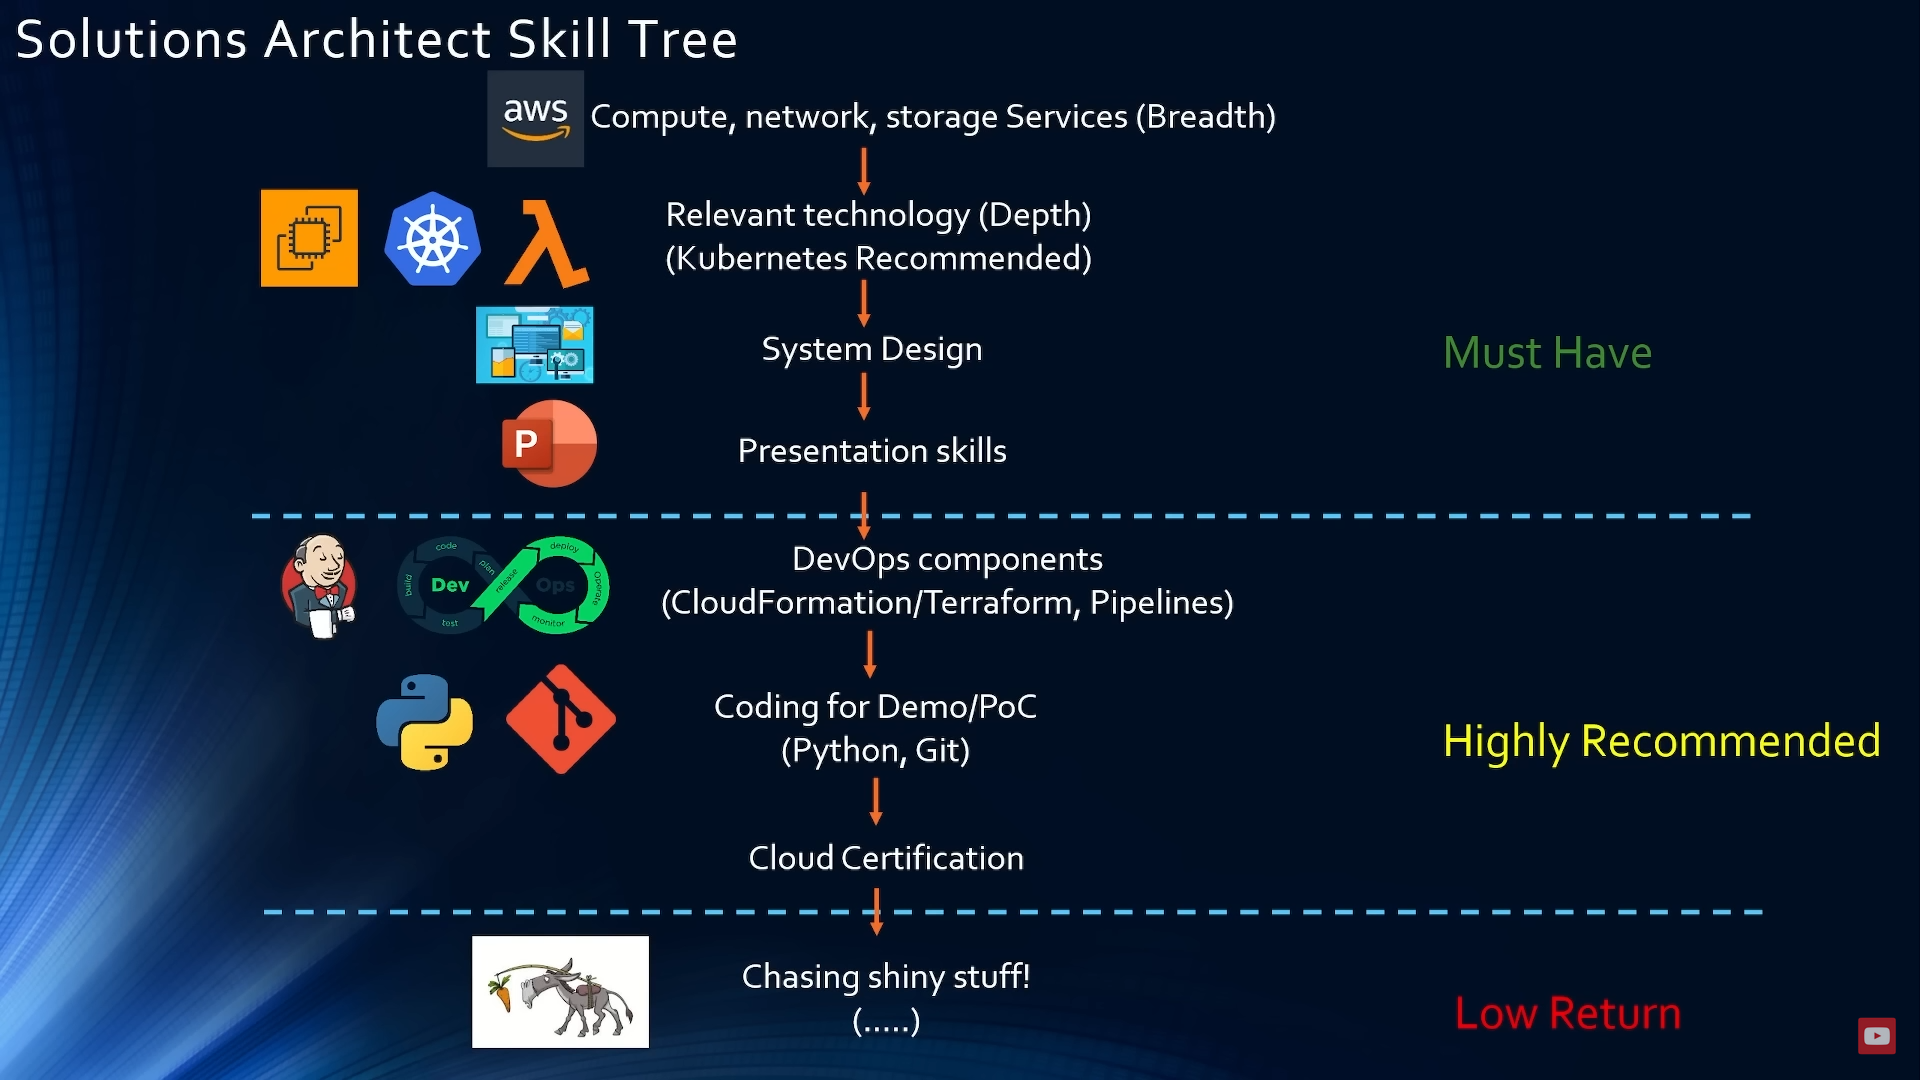 Solutions Architect Skill Tree
aws
Compute, network, storage Services (Breadth)
Relevant technology (Depth)
(Kubernetes Recommended)
System Design
Must Have
P
Presentation skills
code
deploy
plan
build
Dev
release
Ops
operate
test
monitor
DevOps components
(CloudFormation/Terraform, Pipelines)
Coding for Demo/PoC
(Python, Git)
Highly Recommended
Cloud Certification
Chasing shiny stuff!
(.....)
Low Return